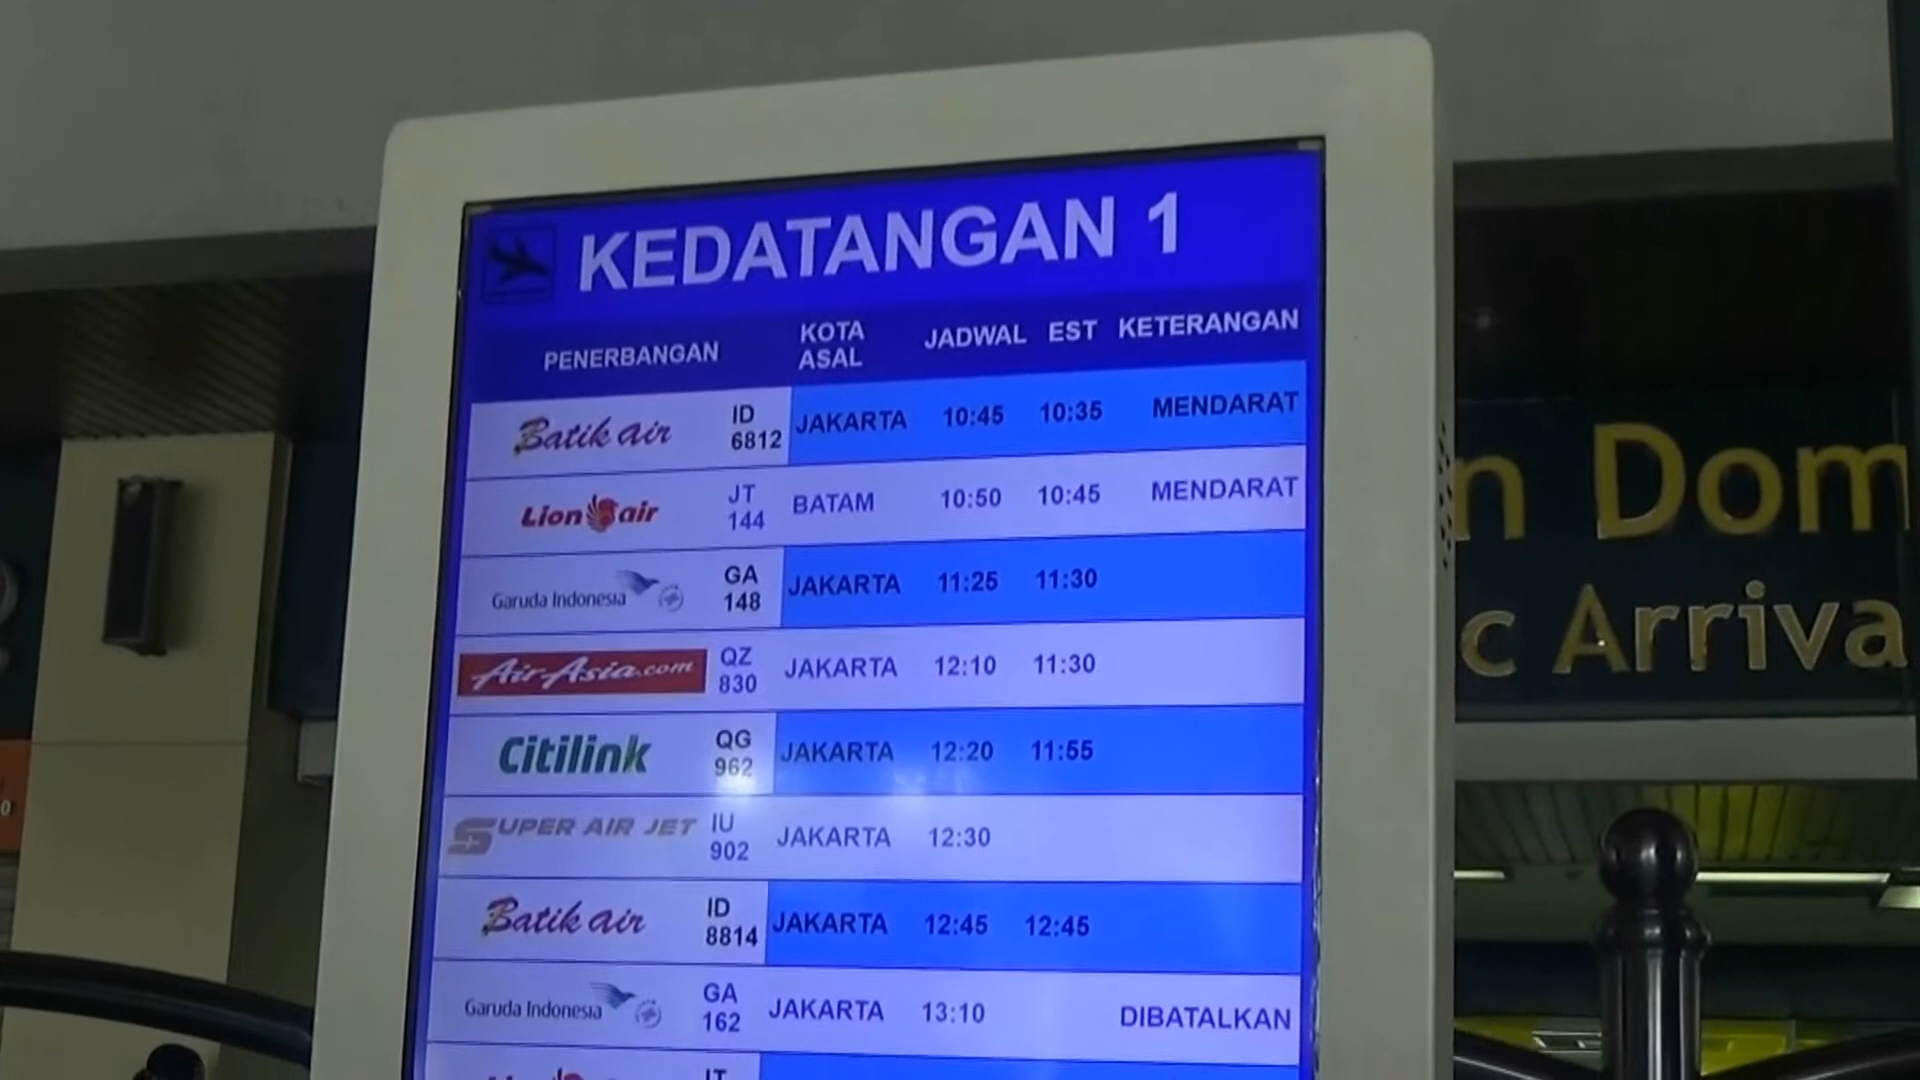 KEDATANGAN 1
PENERBANGAN KOTA ASAL JADWAL EST KETERANGAN
Batik air ID 6812 JAKARTA 10:45 10:35 MENDARAT
Lion air JT 144 BATAM 10:50 10:45 MENDARAT
Garuda Indonesia GA 148 JAKARTA 11:25 11:30
AirAsia.com QZ 830 JAKARTA 12:10 11:30
Citilink QG 962 JAKARTA 12:20 11:55
SUPER AIR JET IU 902 JAKARTA 12:30
Batik air ID 8814 JAKARTA 12:45 12:45
Garuda Indonesia GA 162 JAKARTA 13:10 DIBATALKAN
n Dom
c Arriva